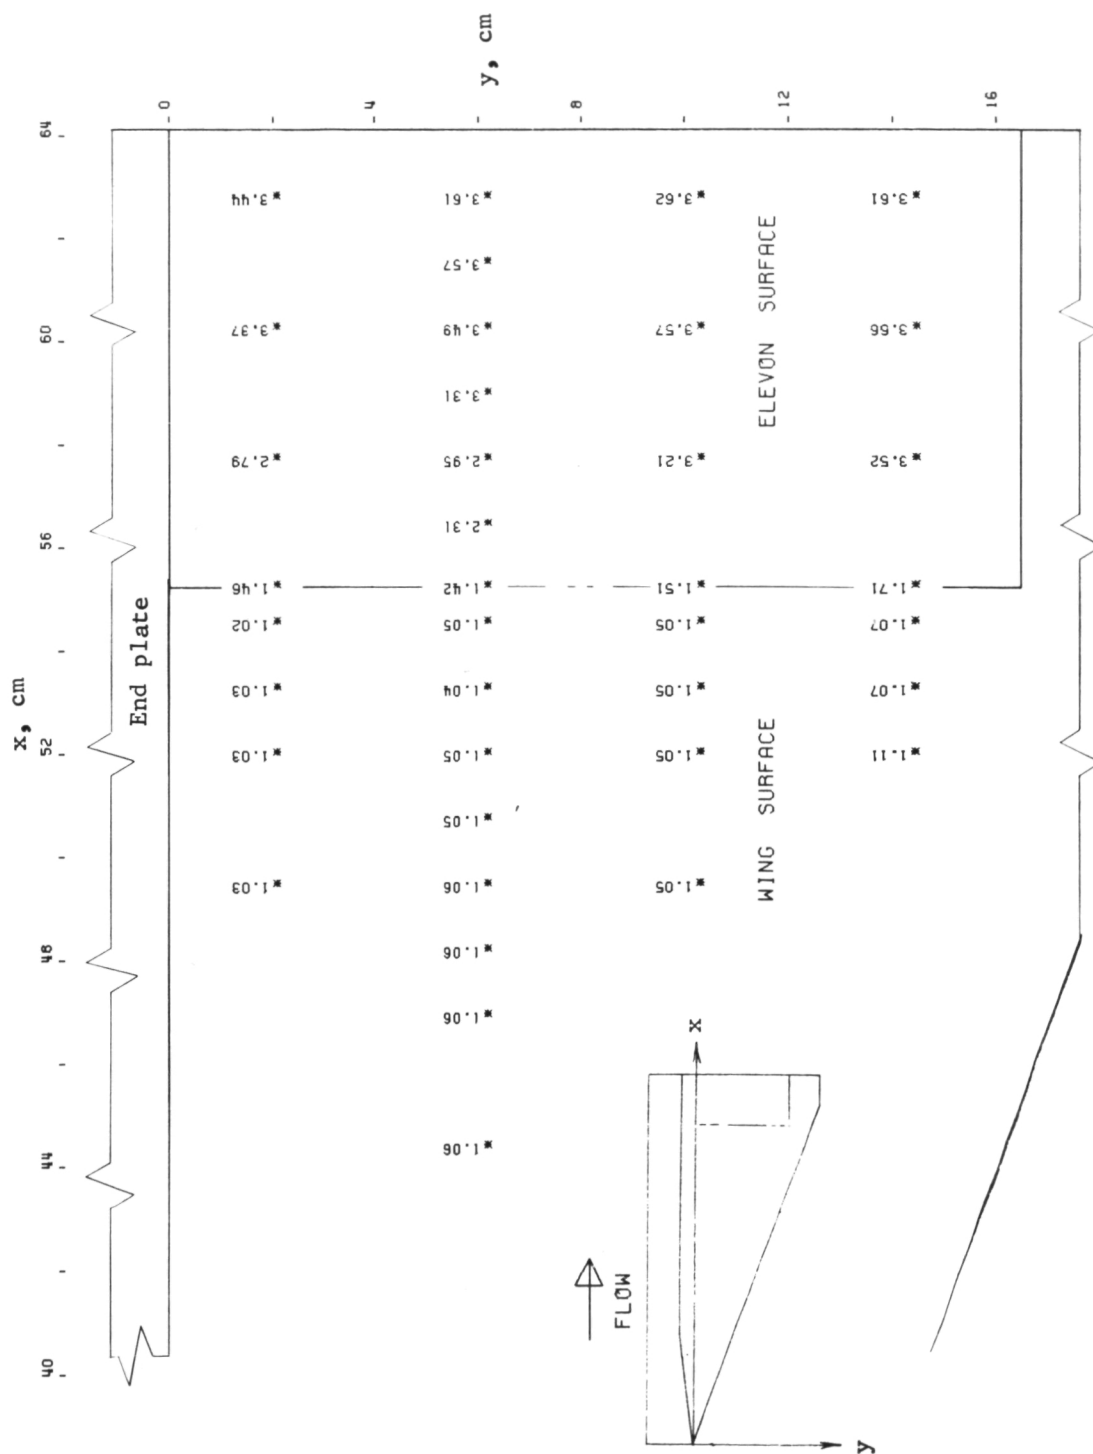 x, cm
40 44 48 52 56 60 64
End plate
y, cm
0
4
8
12
16
1.03 1.03 1.03 1.02 1.46 2.79 3.37 3.44
1.06 1.06 1.06 1.06 1.05 1.05 1.04 1.05 1.42 2.31 2.95 3.31 3.49 3.57 3.61
1.05 1.05 1.05 1.05 1.51 3.21 3.57 3.62
WING SURFACE
ELEVON SURFACE
1.11 1.07 1.07 1.71 3.52 3.66 3.61
FLOW
x
y